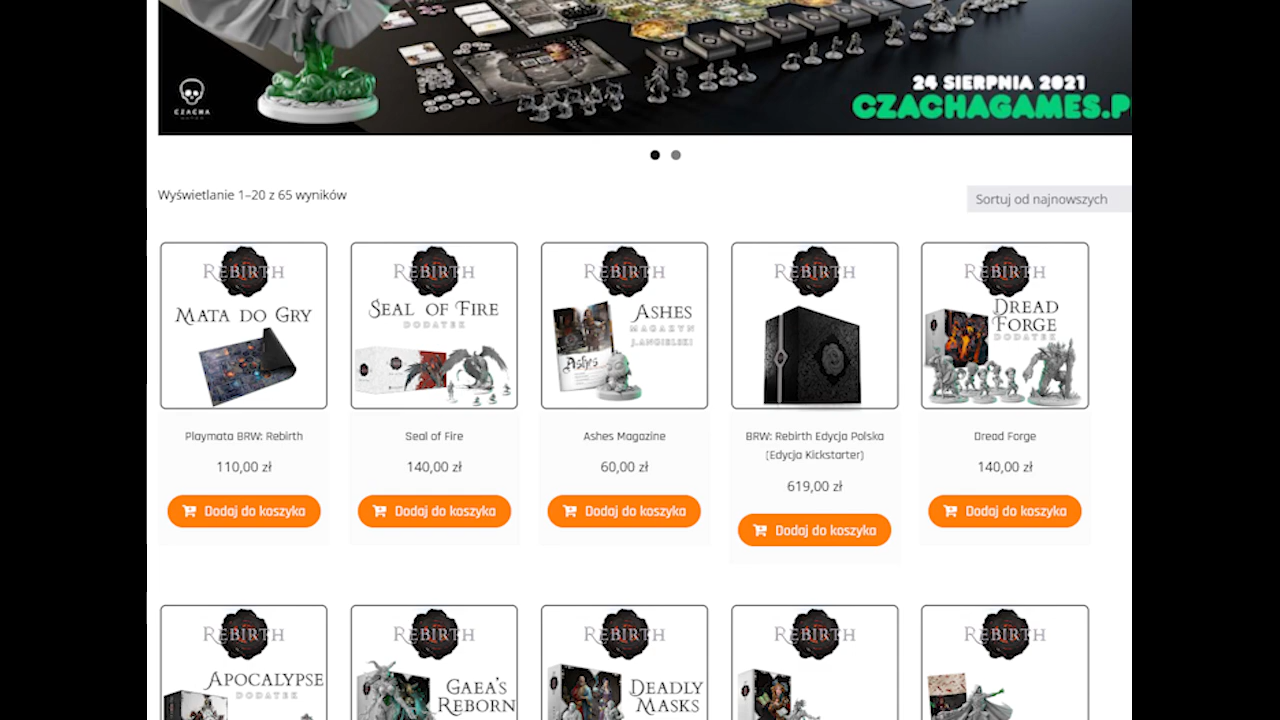 CZACHA
24 SIERPNIA 2021
CZACHAGAMES.P
Wyświetlanie 1–20 z 65 wyników
Sortuj od najnowszych
REBIRTH
MATA DO GRY
REBIRTH
SEAL OF FIRE
DODATEK
REBIRTH
ASHES
MAGAZYN
J.ANGIELSKI
Ashes
REBIRTH
REBIRTH
DREAD
FORGE
DODATEK
Playmata BRW: Rebirth
110,00 zł
Dodaj do koszyka
Seal of Fire
140,00 zł
Dodaj do koszyka
Ashes Magazine
60,00 zł
Dodaj do koszyka
BRW: Rebirth Edycja Polska
(Edycja Kickstarter)
619,00 zł
Dodaj do koszyka
Dread Forge
140,00 zł
Dodaj do koszyka
REBIRTH
APOCALYPSE
DODATEK
REBIRTH
GAEA'S
REBORN
REBIRTH
DEADLY
MASKS
REBIRTH
REBIRTH